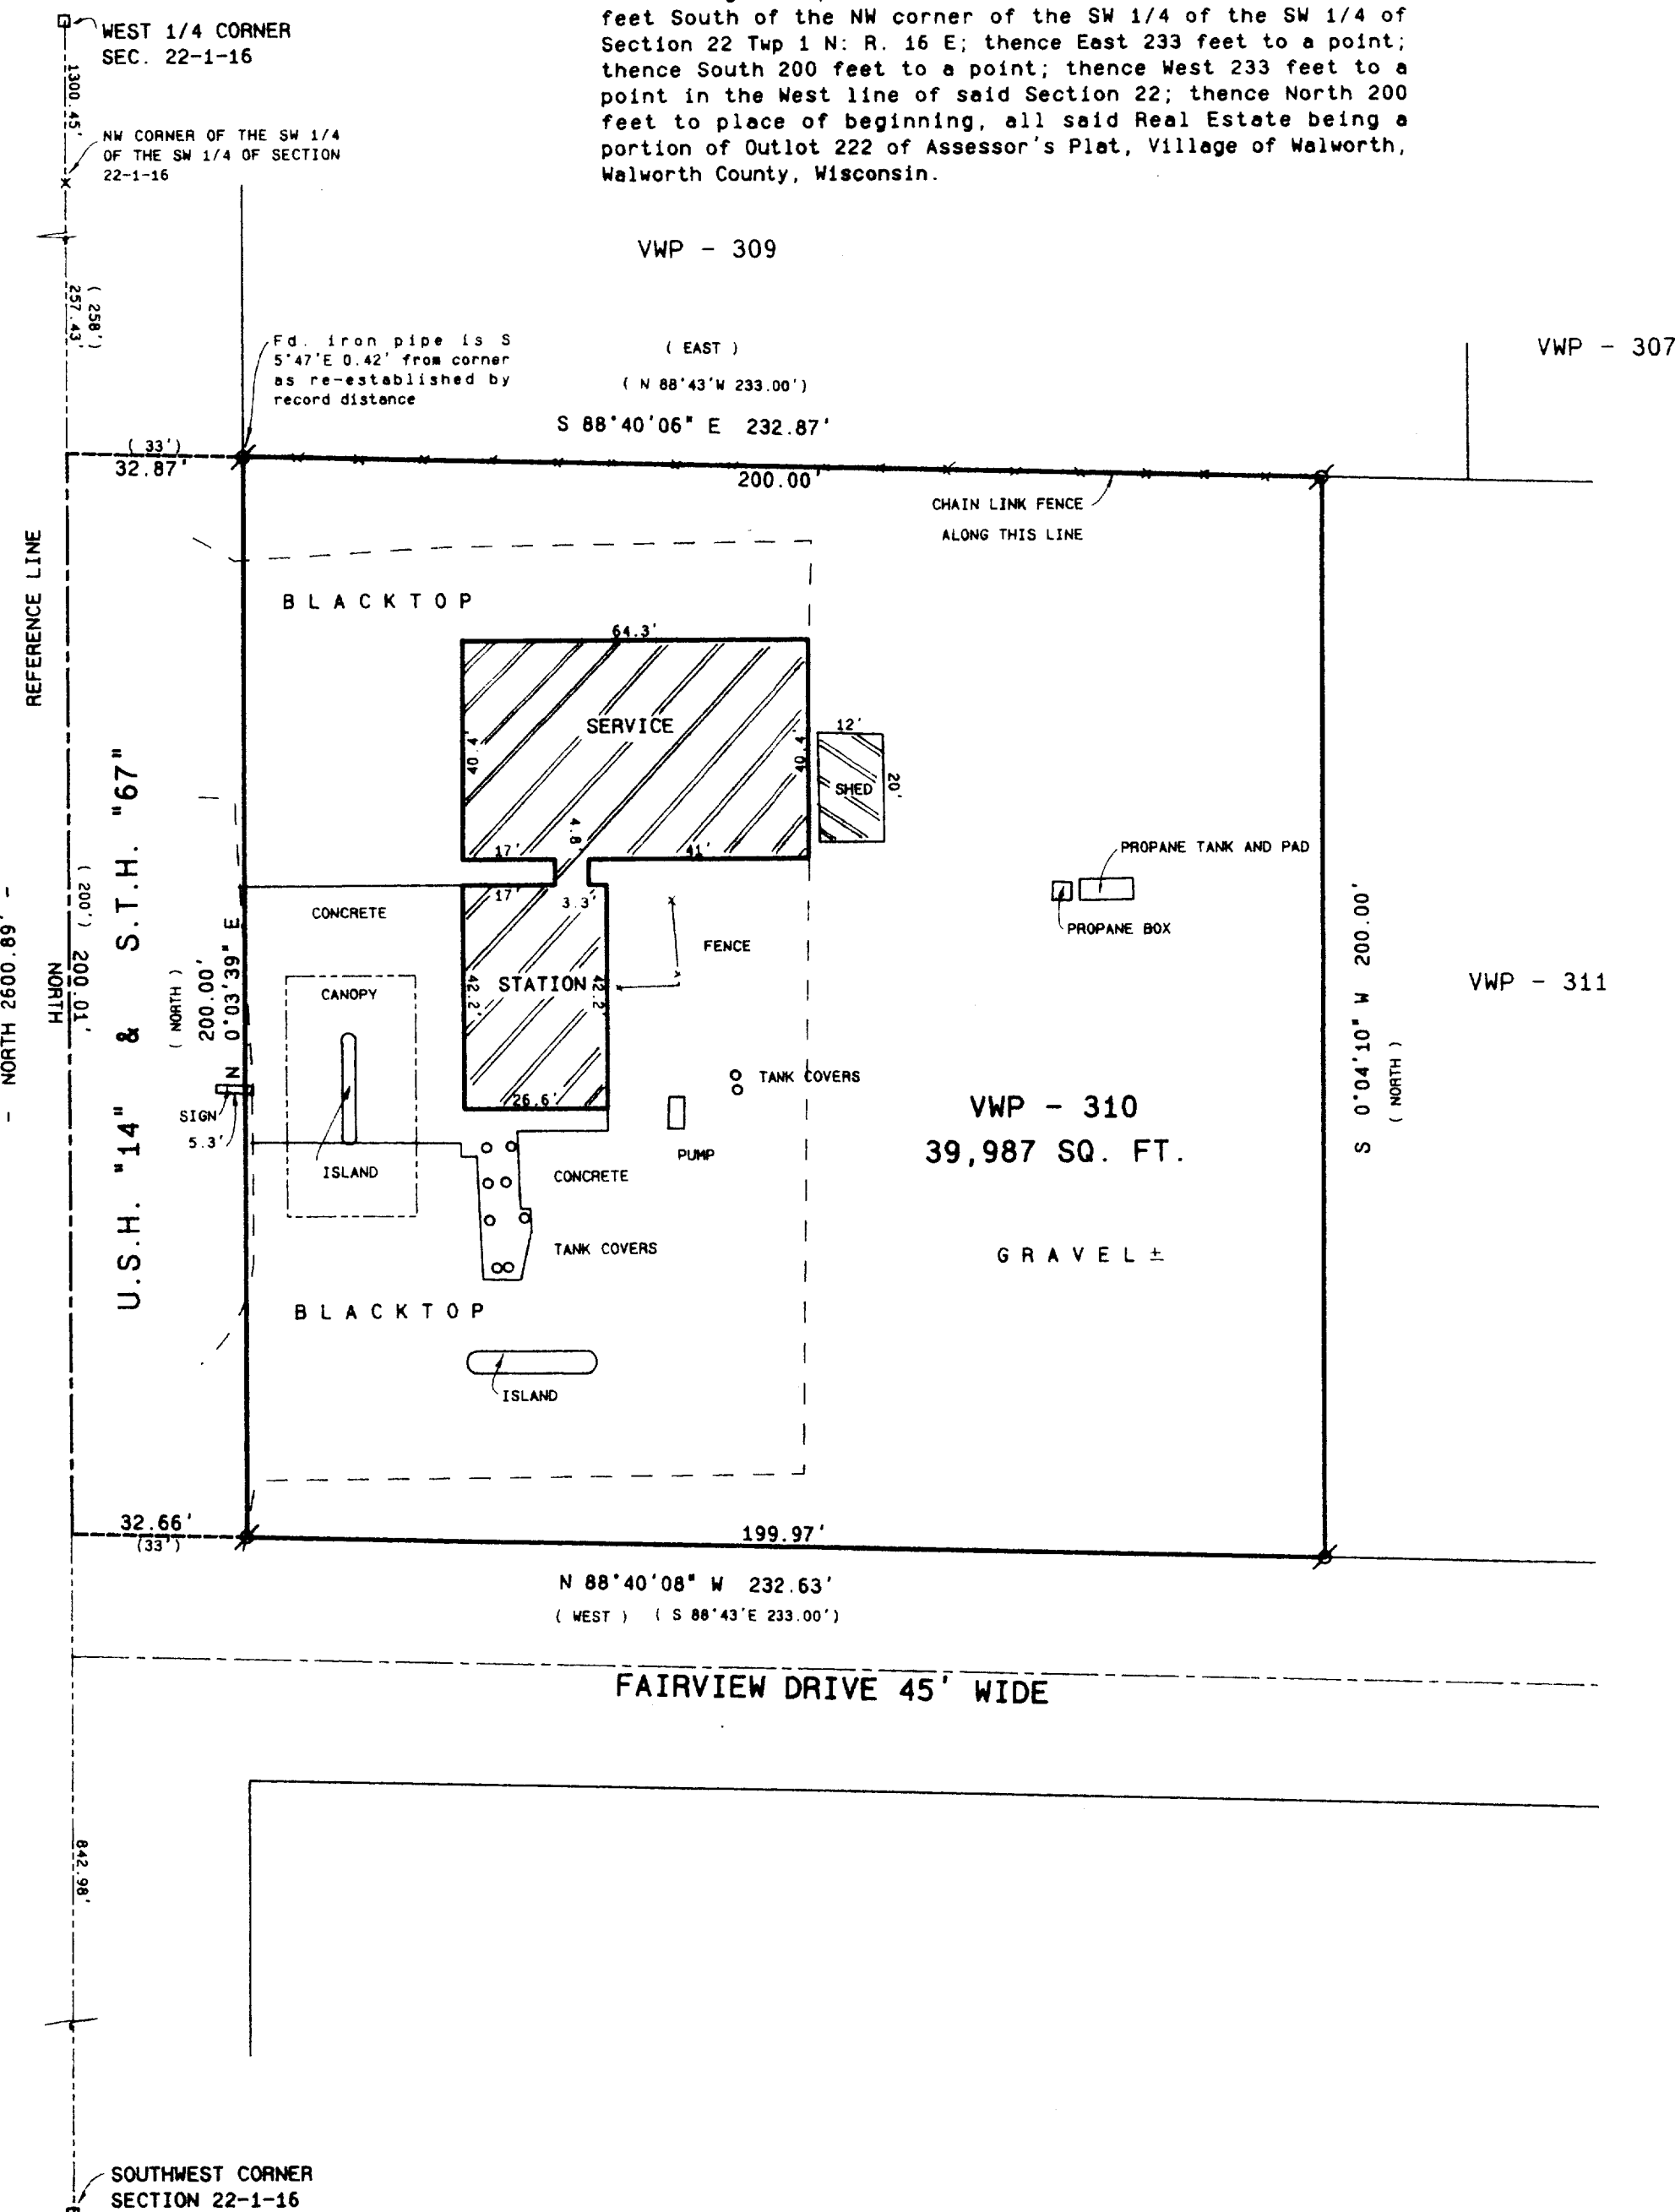 feet South of the NW corner of the SW 1/4 of the SW 1/4 of
Section 22 Twp 1 N: R. 16 E; thence East 233 feet to a point;
thence South 200 feet to a point; thence West 233 feet to a
point in the West line of said Section 22; thence North 200
feet to place of beginning, all said Real Estate being a
portion of Outlot 222 of Assessor's Plat, Village of Walworth,
Walworth County, Wisconsin.
WEST 1/4 CORNER
SEC. 22-1-16
1300.45'
NW CORNER OF THE SW 1/4
OF THE SW 1/4 OF SECTION
22-1-16
VWP - 309
( 258')
257.43'
Fd. iron pipe is S
5°47'E 0.42' from corner
as re-established by
record distance
( EAST )
( N 88°43'W 233.00')
S 88°40'06" E 232.87'
VWP - 307
( 33')
32.87'
200.00'
CHAIN LINK FENCE
ALONG THIS LINE
REFERENCE LINE
BLACKTOP
64.3'
SERVICE
40.4'
40.4'
12'
SHED
20'
4.8'
17'
41'
PROPANE TANK AND PAD
PROPANE BOX
17'
3.3'
CONCRETE
FENCE
STATION
42.2'
42.2'
CANOPY
26.6'
TANK COVERS
PUMP
SIGN
5.3'
ISLAND
CONCRETE
TANK COVERS
VWP - 310
39,987 SQ. FT.
GRAVEL ±
VWP - 311
S 0°04'10" W 200.00'
( NORTH )
- NORTH 2600.89' -
NORTH
( 200') 200.01'
U.S.H. "14" & S.T.H. "67"
( NORTH )
200.00'
N 0°03'39" E
BLACKTOP
ISLAND
32.66'
(33')
199.97'
N 88°40'08" W 232.63'
( WEST ) ( S 88°43'E 233.00')
FAIRVIEW DRIVE 45' WIDE
842.98'
SOUTHWEST CORNER
SECTION 22-1-16